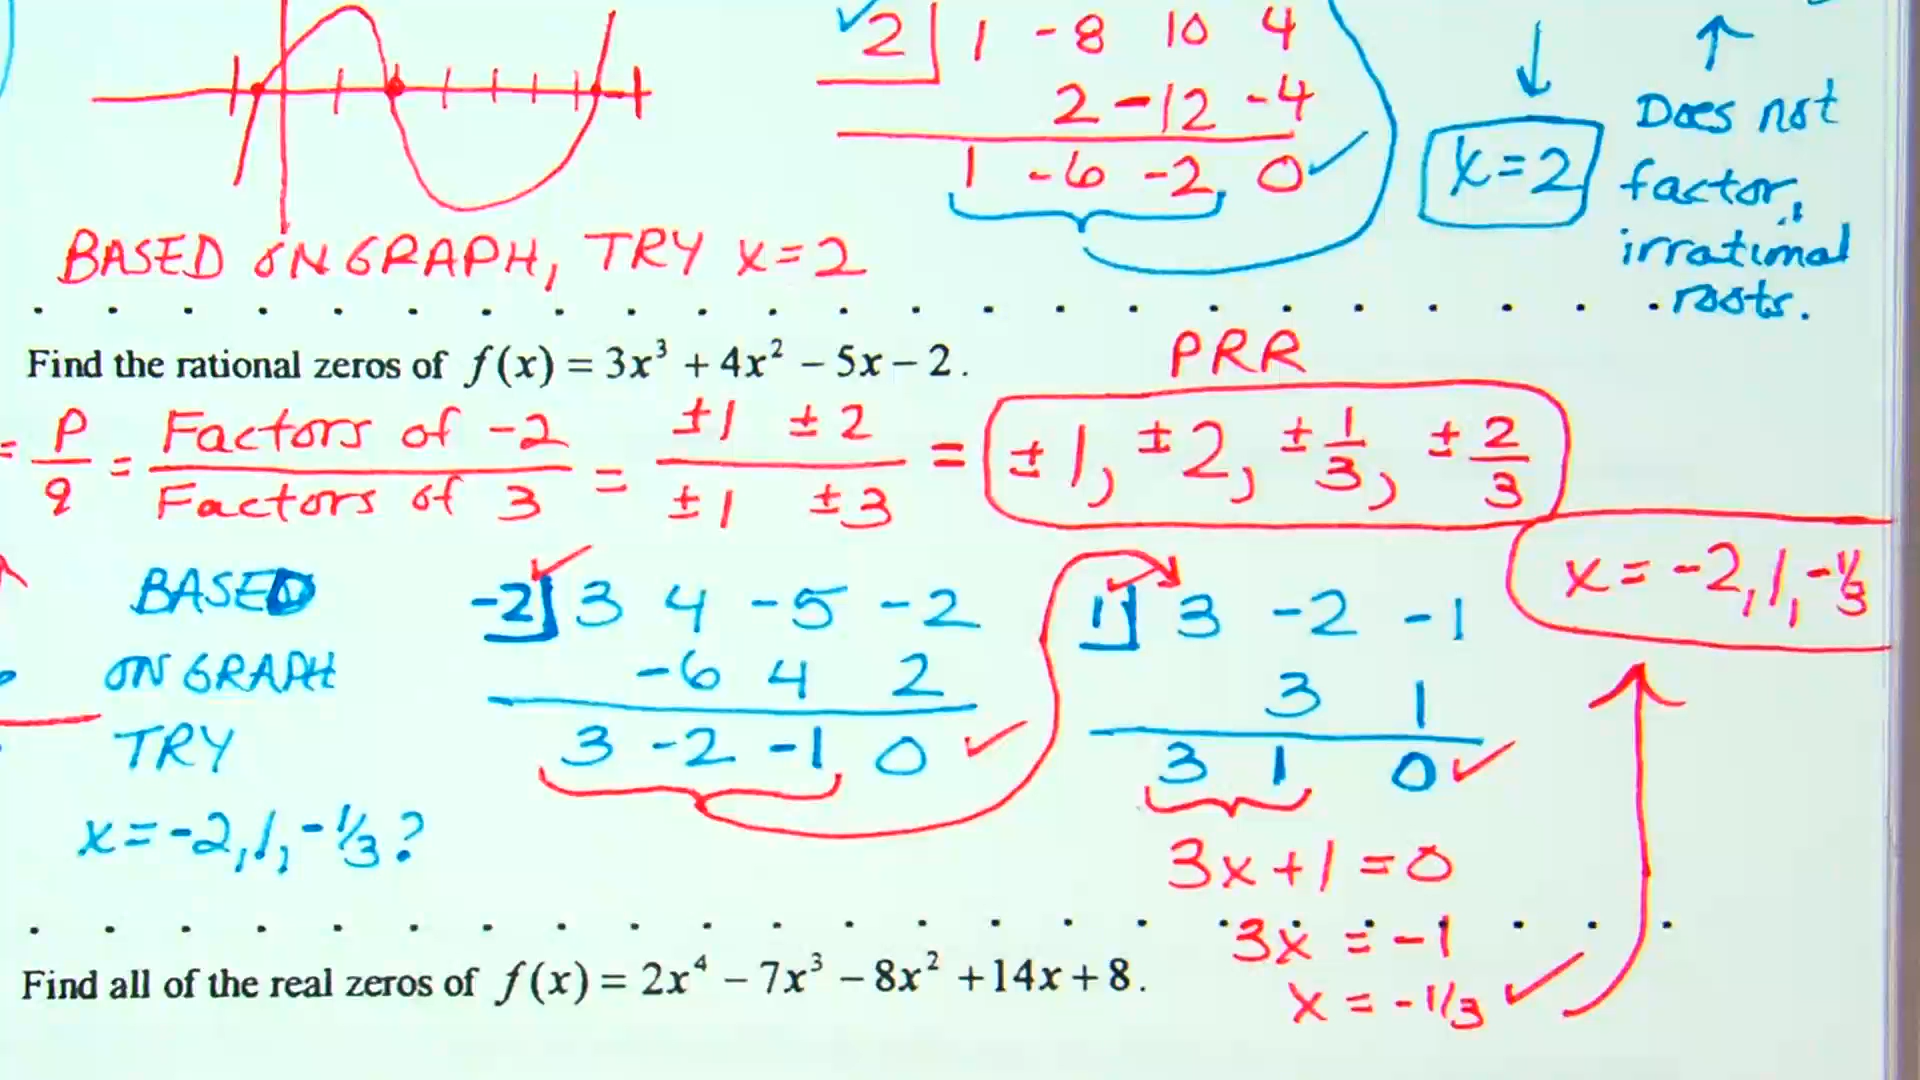 2 | 1 -8 10 4
2 -12 -4
1 -6 -2 0
x=2
Does not
factor,
irrational
roots.
BASED ON GRAPH, TRY x=2
Find the rational zeros of f(x) = 3x³ + 4x² − 5x − 2.
PRR
= P/q = Factors of -2 / Factors of 3 = ±1 ±2 / ±1 ±3 = ±1, ±2, ±1/3, ±2/3
x = -2, 1, -1/3
BASED
ON GRAPH
TRY
x = -2, 1, -1/3?
-2 | 3 4 -5 -2
-6 4 2
3 -2 -1 0
1 | 3 -2 -1
3 1
3 1 0
3x+1=0
3x = -1
x = -1/3
Find all of the real zeros of f(x) = 2x⁴ − 7x³ − 8x² +14x+8.